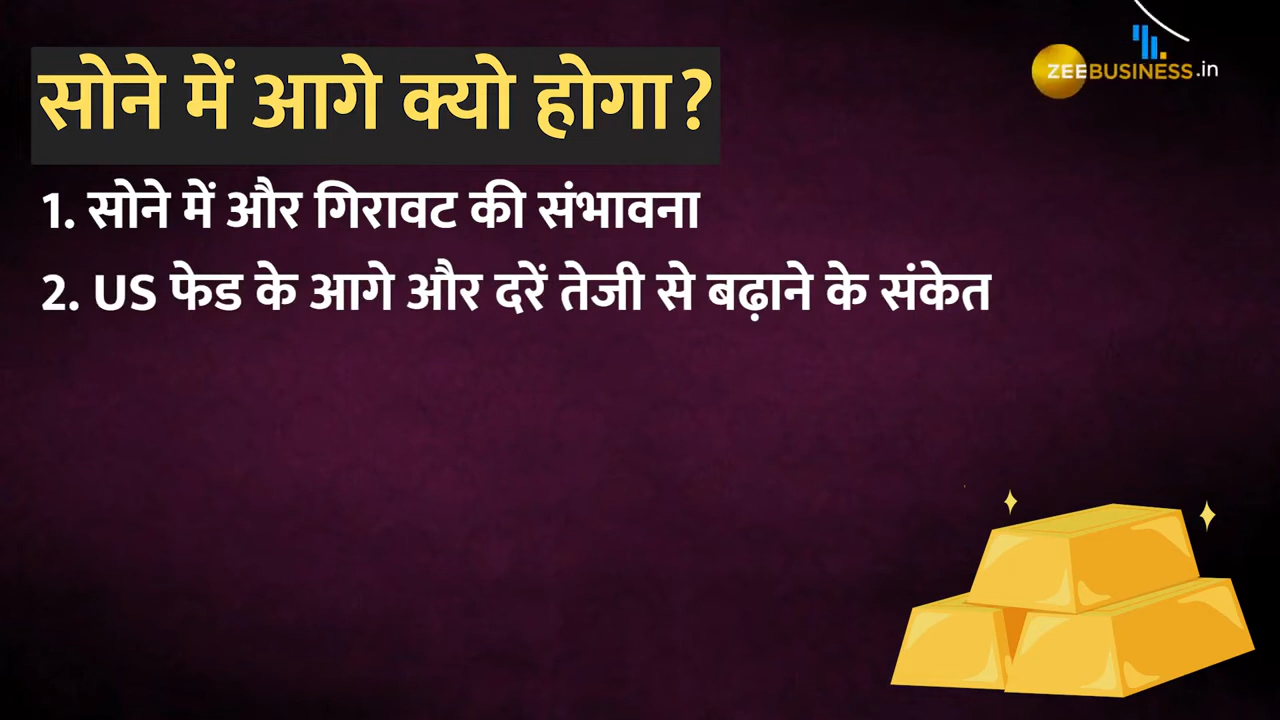 ZEEBUSINESS.in
सोने में आगे क्यो होगा?
1. सोने में और गिरावट की संभावना
2. US फेड के आगे और दरें तेजी से बढ़ाने के संकेत